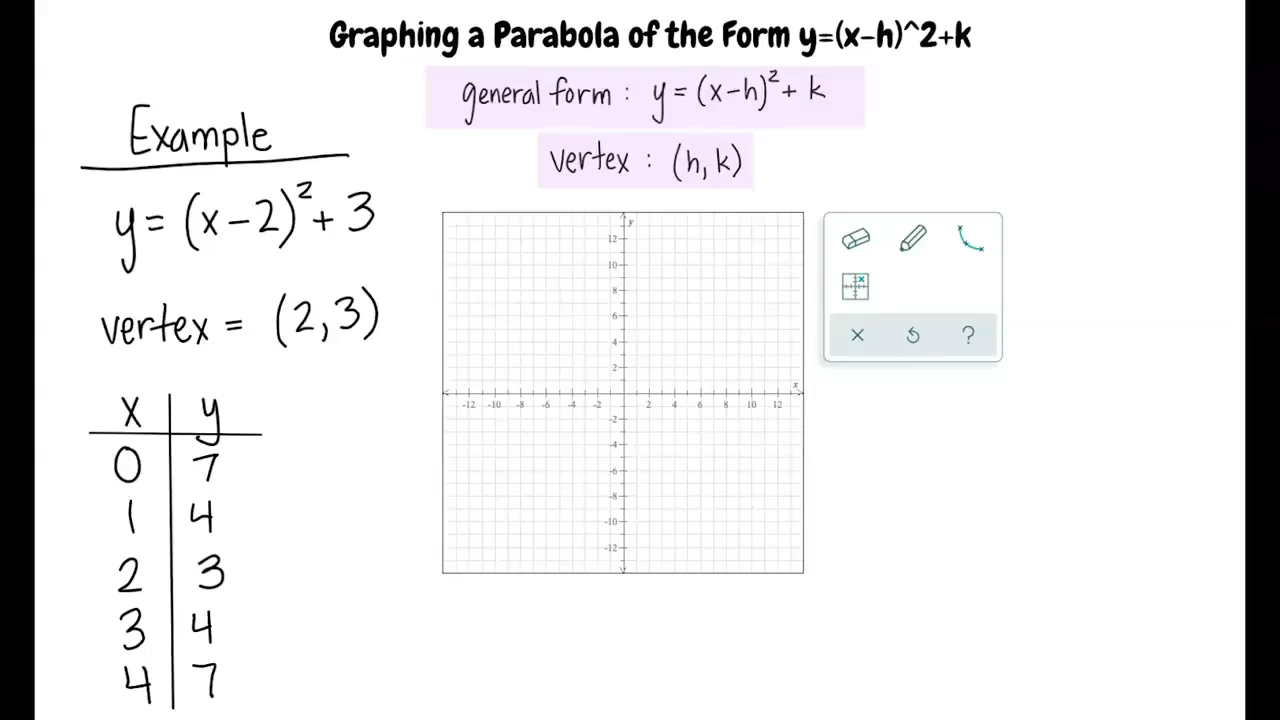 Graphing a Parabola of the Form y=(x-h)^2+k
general form : y = (x-h)² + k
vertex : (h, k)
Example
y = (x-2)² + 3
vertex = (2,3)
x y
0 7
1 4
2 3
3 4
4 7
y
12
10
8
6
4
2
x
-12 -10 -8 -6 -4 -2 2 4 6 8 10 12
-2
-4
-6
-8
-10
-12
?